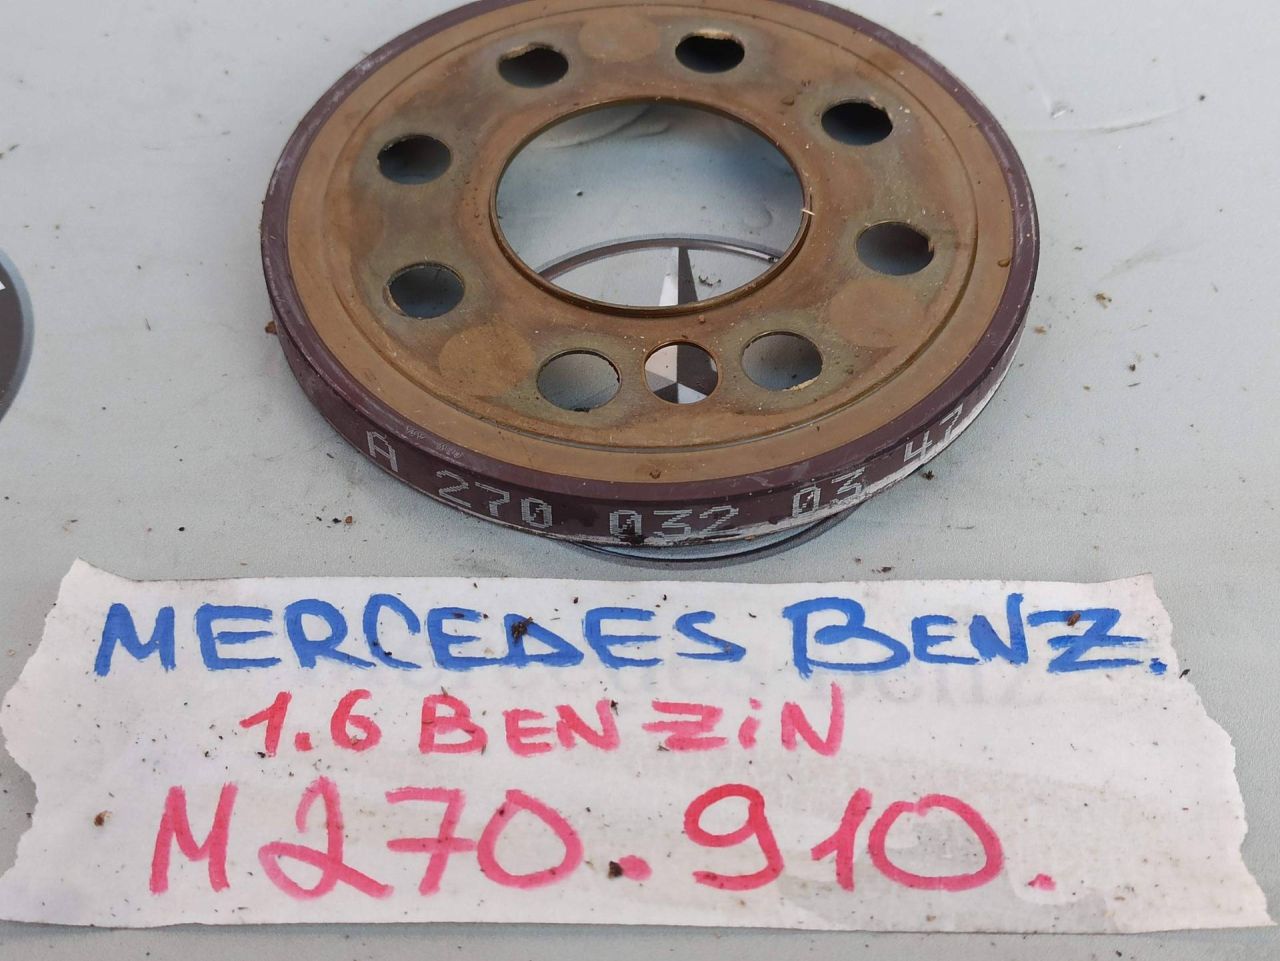 A 270 032 03 47
MERCEDES BENZ.
1.6 BENZiN
M270.910.